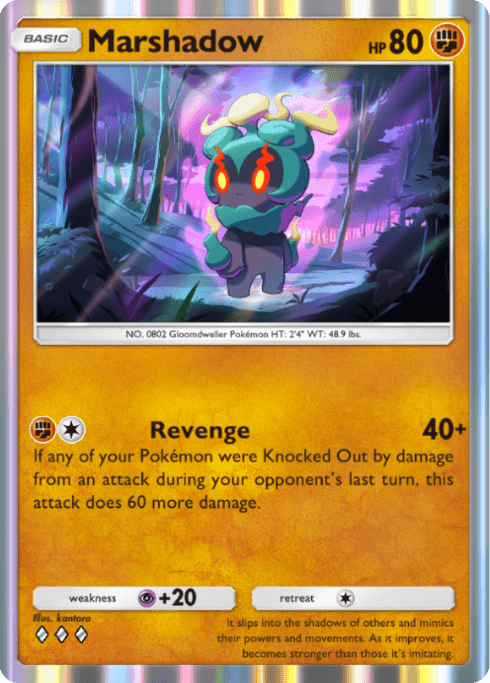 BASIC Marshadow HP 80
NO. 0802 Gloomdweller Pokémon HT: 2'4" WT: 48.9 lbs.
Revenge 40+
If any of your Pokémon were Knocked Out by damage
from an attack during your opponent's last turn, this
attack does 60 more damage.
weakness +20 retreat
Illus. kantaro
It slips into the shadows of others and mimics
their powers and movements. As it improves, it
becomes stronger than those it's imitating.